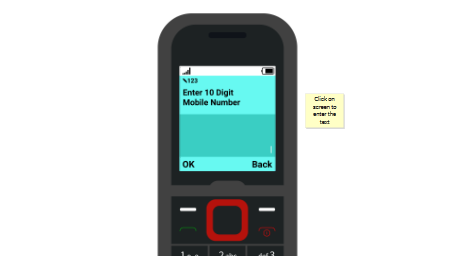 ✎123
Enter 10 Digit
Mobile Number
OK Back
Click on
screen to
enter the
text
1 2 abc def 3